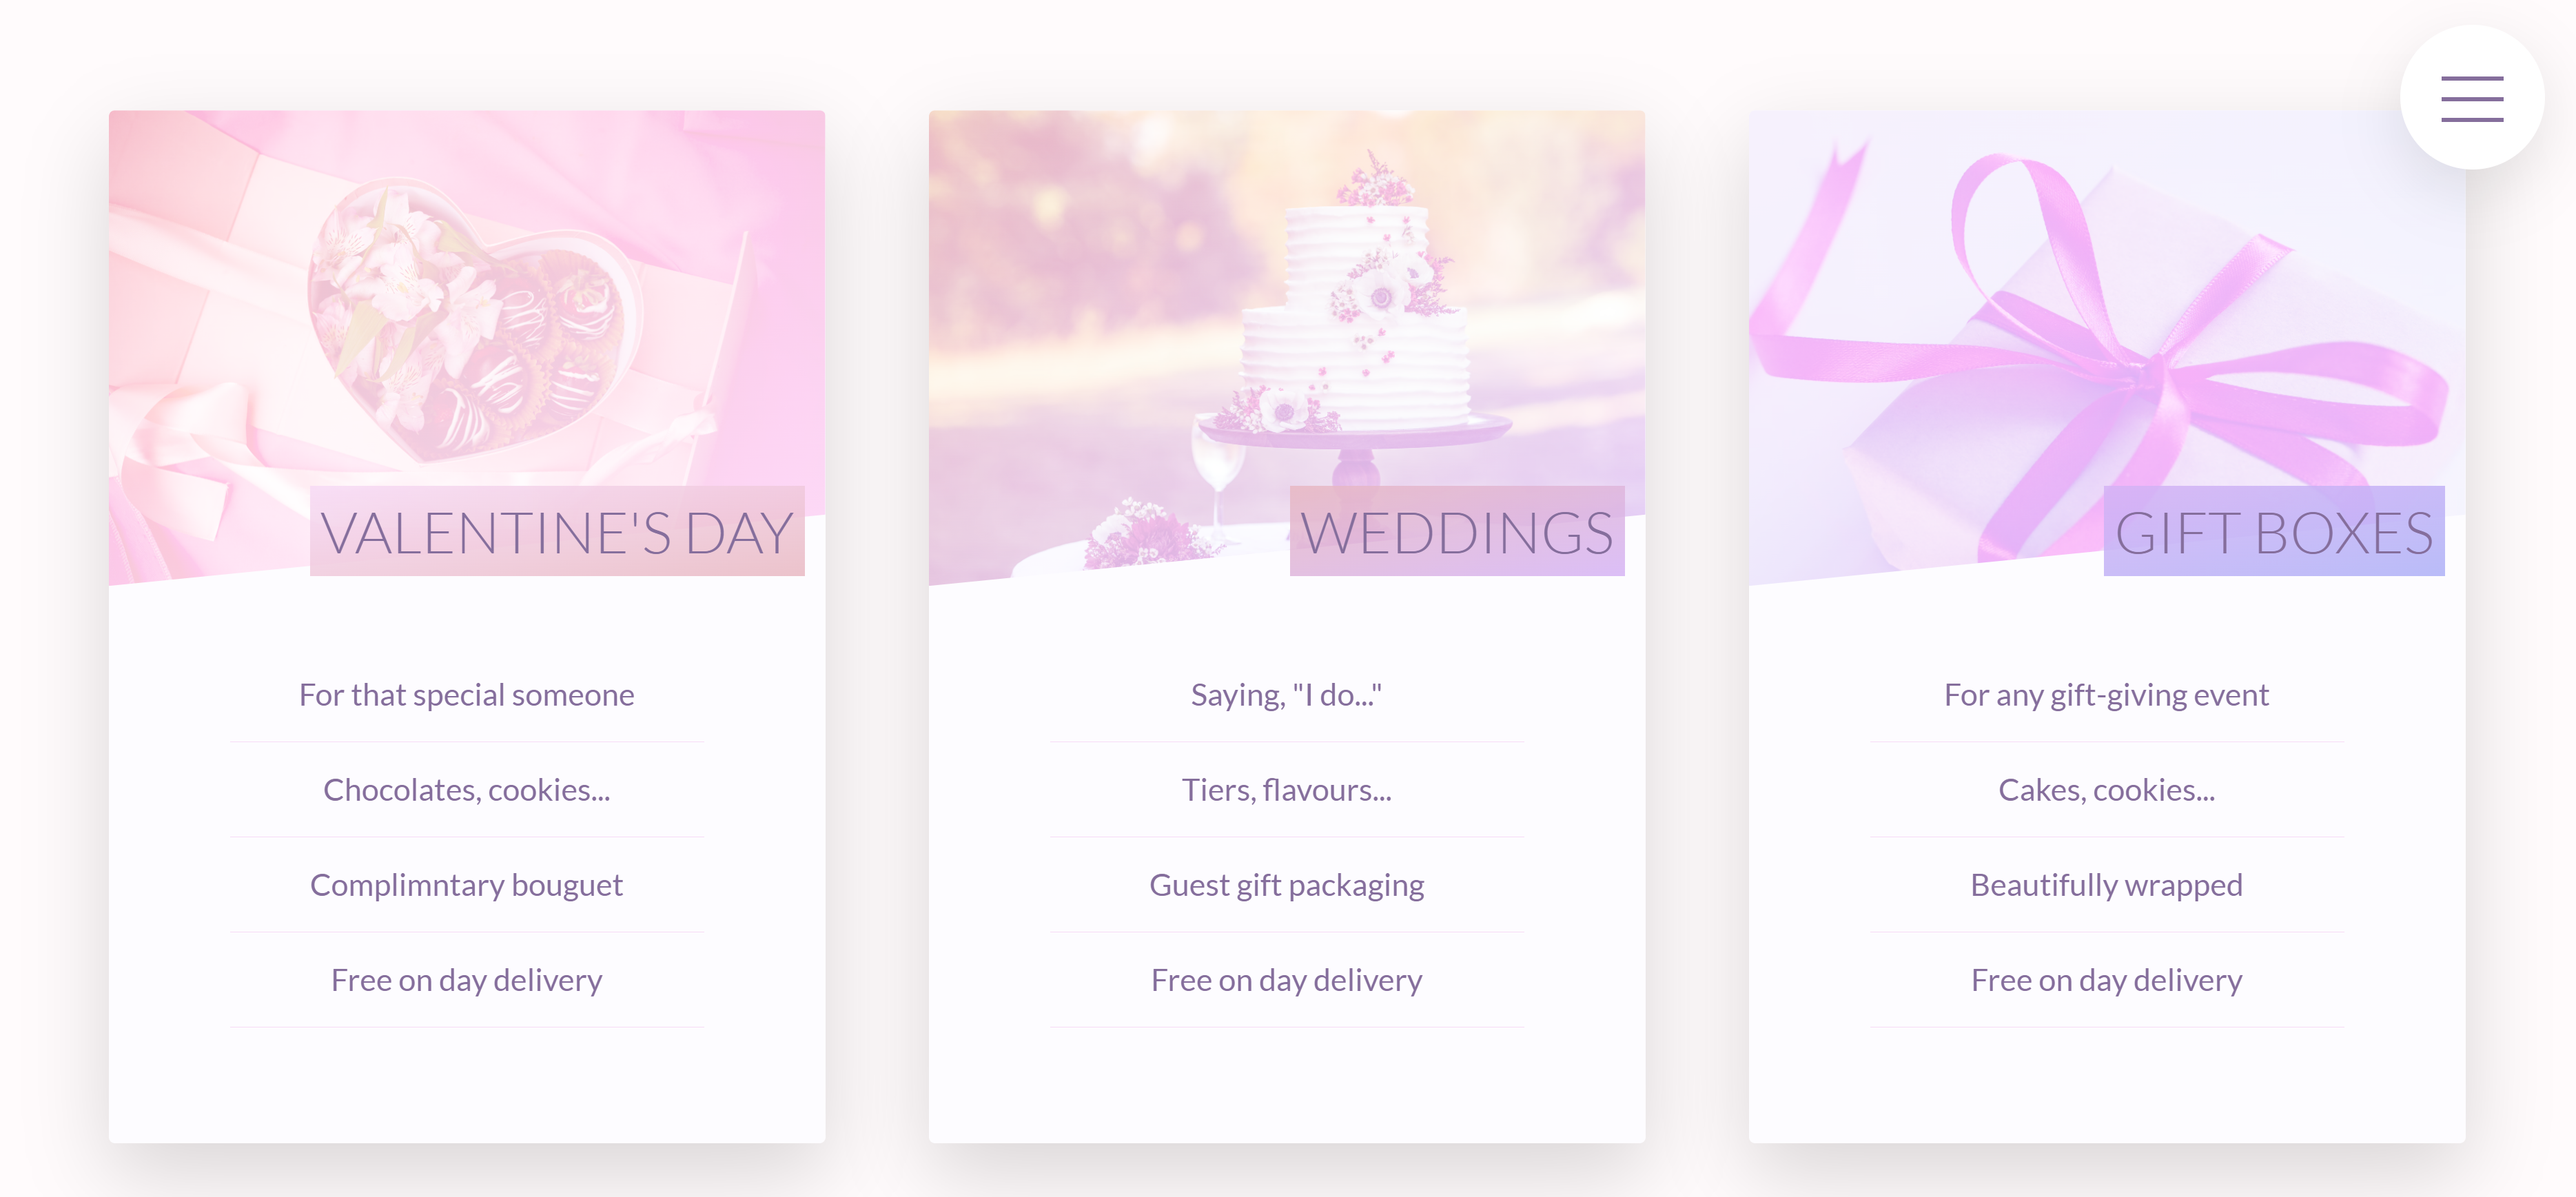 VALENTINE'S DAY
For that special someone
Chocolates, cookies...
Complimntary bouguet
Free on day delivery
WEDDINGS
Saying, "I do..."
Tiers, flavours...
Guest gift packaging
Free on day delivery
GIFT BOXES
For any gift-giving event
Cakes, cookies...
Beautifully wrapped
Free on day delivery